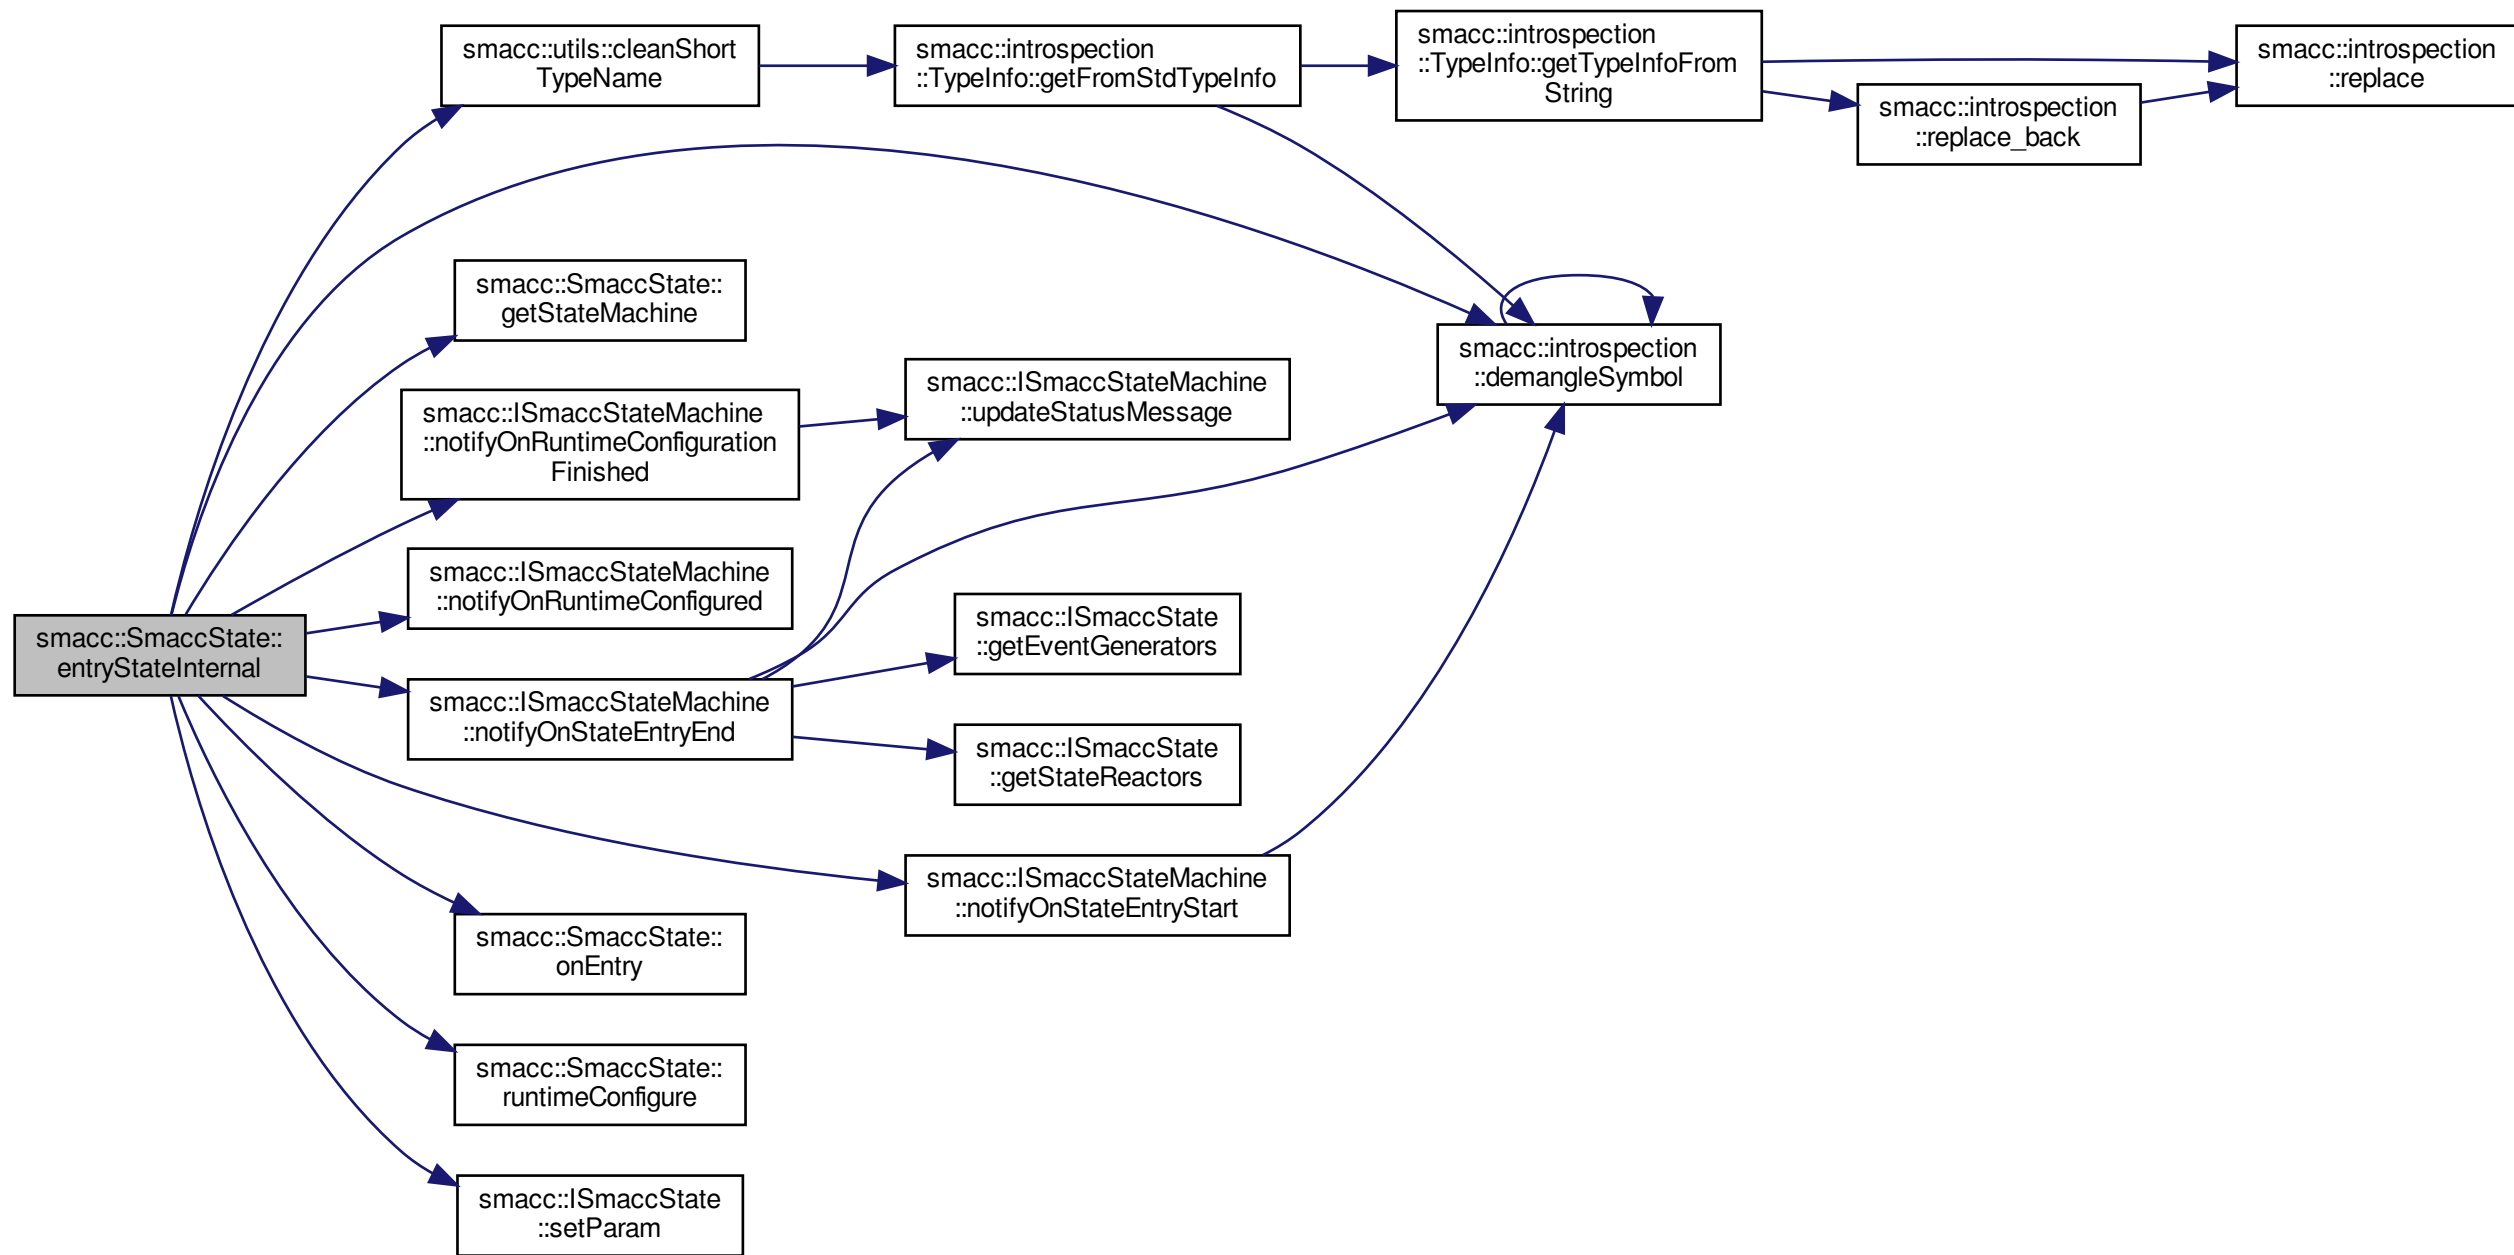 smacc::utils::cleanShort
TypeName
smacc::introspection
::TypeInfo::getFromStdTypeInfo
smacc::introspection
::TypeInfo::getTypeInfoFrom
String
smacc::introspection
::replace
smacc::introspection
::replace_back
smacc::SmaccState::
getStateMachine
smacc::introspection
::demangleSymbol
smacc::ISmaccStateMachine
::updateStatusMessage
smacc::ISmaccStateMachine
::notifyOnRuntimeConfiguration
Finished
smacc::ISmaccStateMachine
::notifyOnRuntimeConfigured
smacc::SmaccState::
entryStateInternal
smacc::ISmaccState
::getEventGenerators
smacc::ISmaccStateMachine
::notifyOnStateEntryEnd
smacc::ISmaccState
::getStateReactors
smacc::ISmaccStateMachine
::notifyOnStateEntryStart
smacc::SmaccState::
onEntry
smacc::SmaccState::
runtimeConfigure
smacc::ISmaccState
::setParam